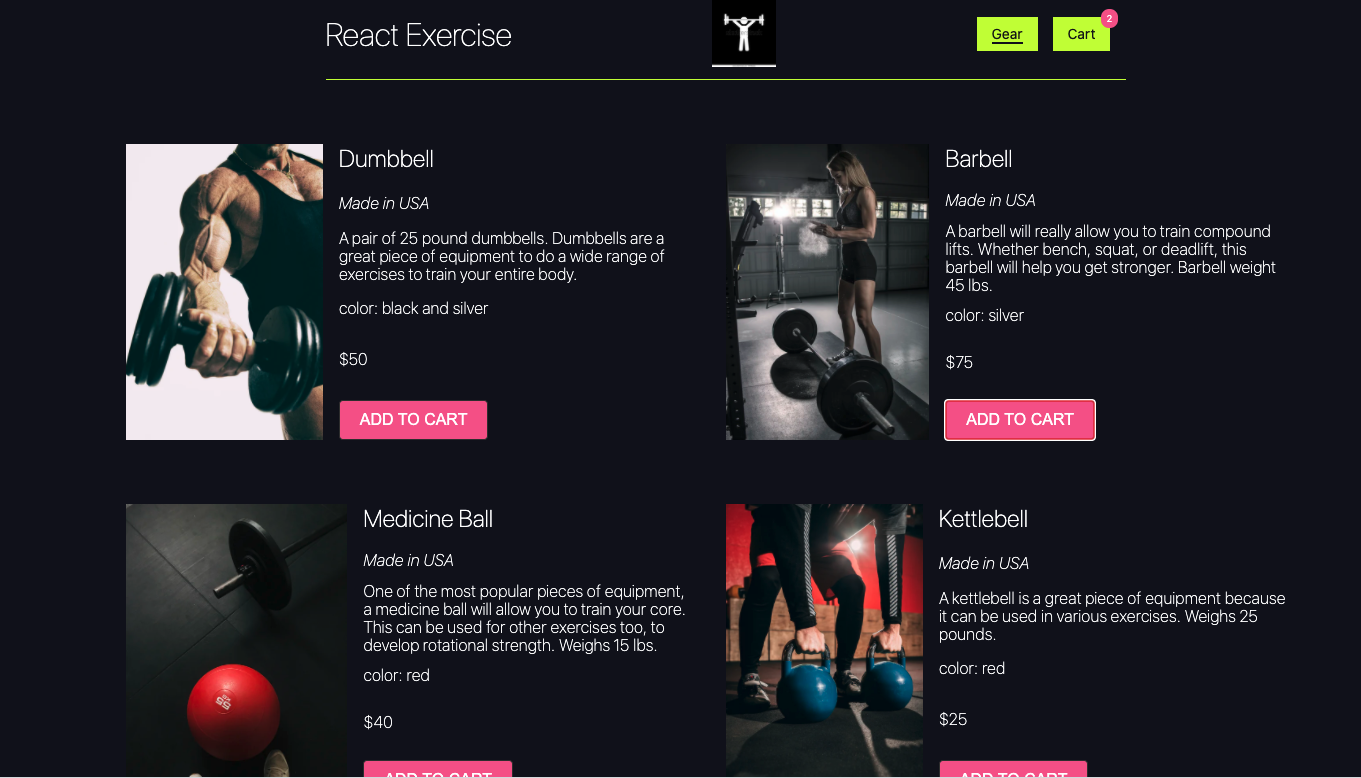 React Exercise
Gear
Cart
2
Dumbbell
Made in USA
A pair of 25 pound dumbbells. Dumbbells are a
great piece of equipment to do a wide range of
exercises to train your entire body.
color: black and silver
$50
ADD TO CART
Barbell
Made in USA
A barbell will really allow you to train compound
lifts. Whether bench, squat, or deadlift, this
barbell will help you get stronger. Barbell weight
45 lbs.
color: silver
$75
ADD TO CART
Medicine Ball
Made in USA
One of the most popular pieces of equipment,
a medicine ball will allow you to train your core.
This can be used for other exercises too, to
develop rotational strength. Weighs 15 lbs.
color: red
$40
ADD TO CART
Kettlebell
Made in USA
A kettlebell is a great piece of equipment because
it can be used in various exercises. Weighs 25
pounds.
color: red
$25
ADD TO CART